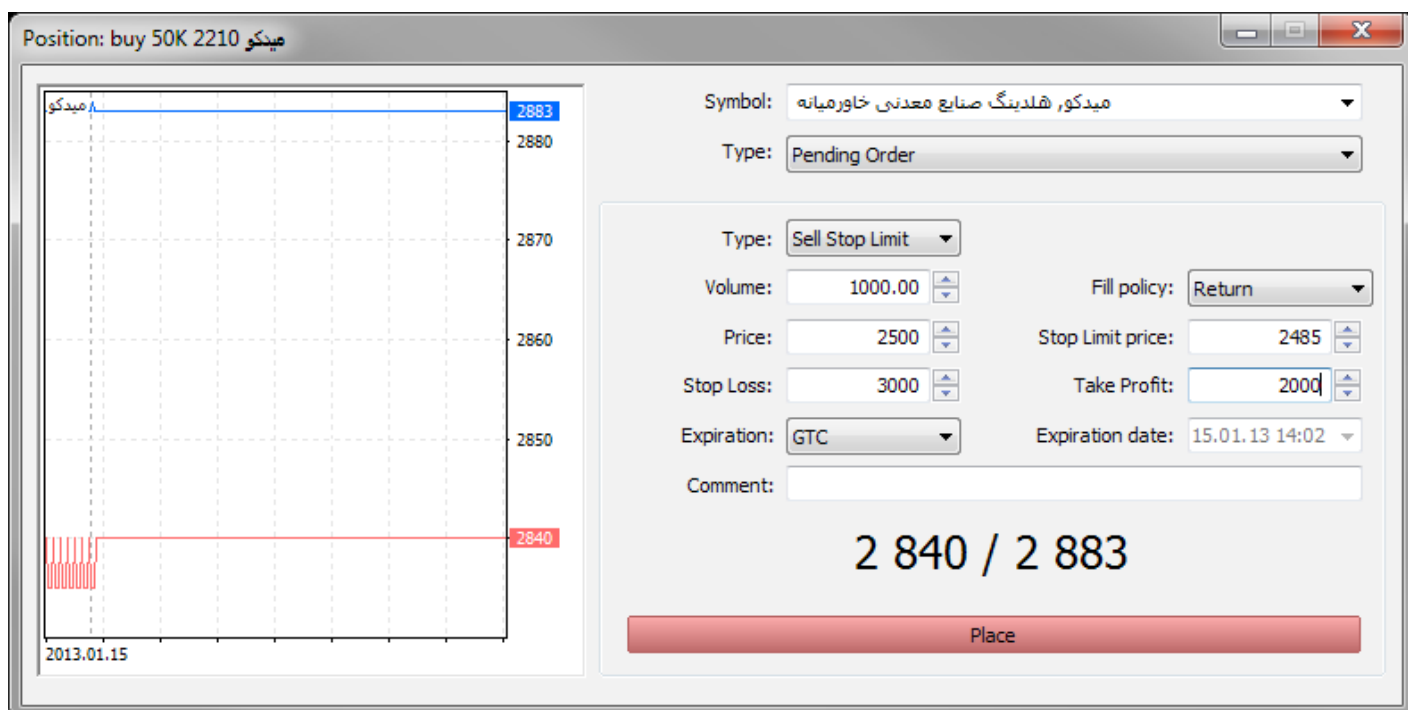 Position: buy 50K 2210 میدکو
میدکو,
2883
2880
2870
2860
2850
2840
2013.01.15
Symbol: میدکو, هلدینگ صنایع معدنی خاورمیانه
Type: Pending Order
Type: Sell Stop Limit
Volume: 1000.00 Fill policy: Return
Price: 2500 Stop Limit price: 2485
Stop Loss: 3000 Take Profit: 2000
Expiration: GTC Expiration date: 15.01.13 14:02
Comment:
2 840 / 2 883
Place